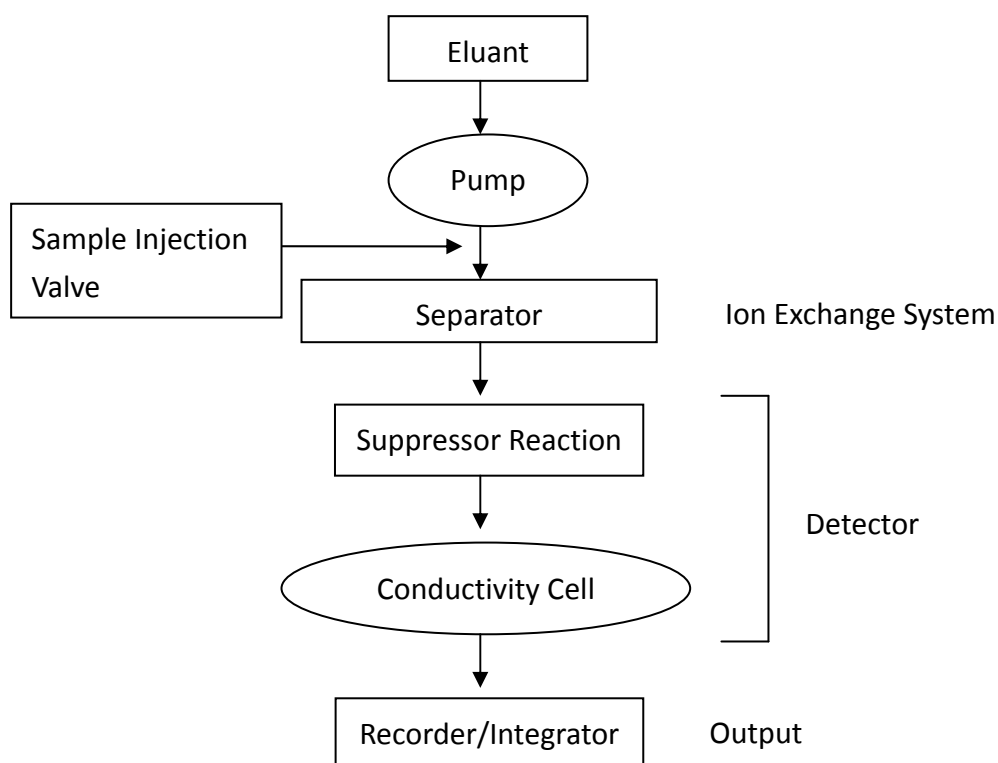 Eluant
Pump
Sample Injection
Valve
Separator
Ion Exchange System
Suppressor Reaction
Detector
Conductivity Cell
Recorder/Integrator
Output